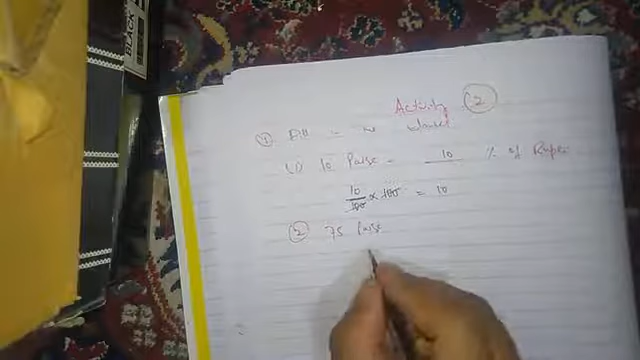 BLACK
Activity (2
(1) Fill in the blanks
(1) 10 Paise = 10 % of Rupee
10/100 × 100 = 10
(2) 75 Paise